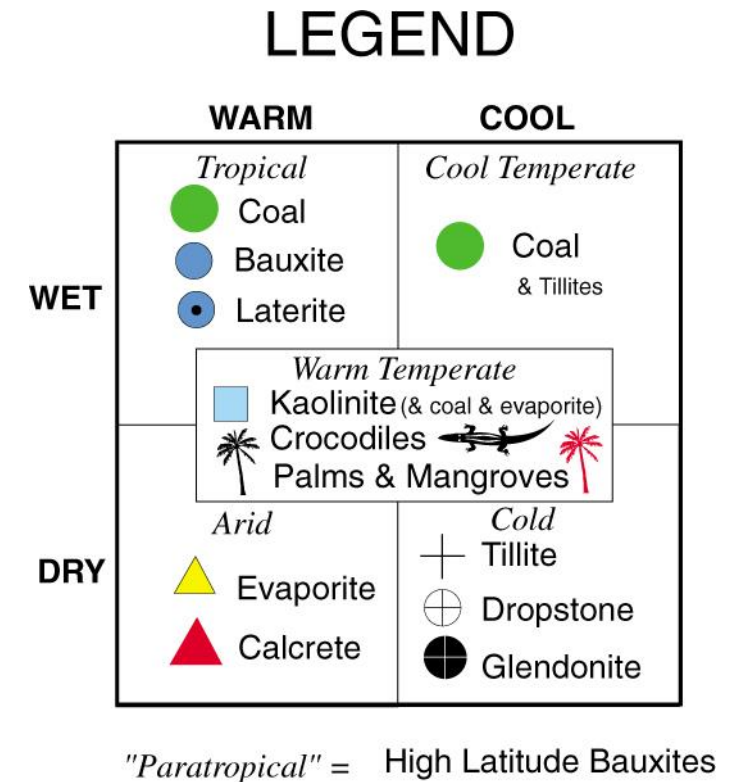 LEGEND
WARM
COOL
WET
Tropical
Coal
Bauxite
Laterite
Cool Temperate
Coal
& Tillites
Warm Temperate
Kaolinite (& coal & evaporite)
Crocodiles
Palms & Mangroves
DRY
Arid
Evaporite
Calcrete
Cold
Tillite
Dropstone
Glendonite
"Paratropical" = High Latitude Bauxites